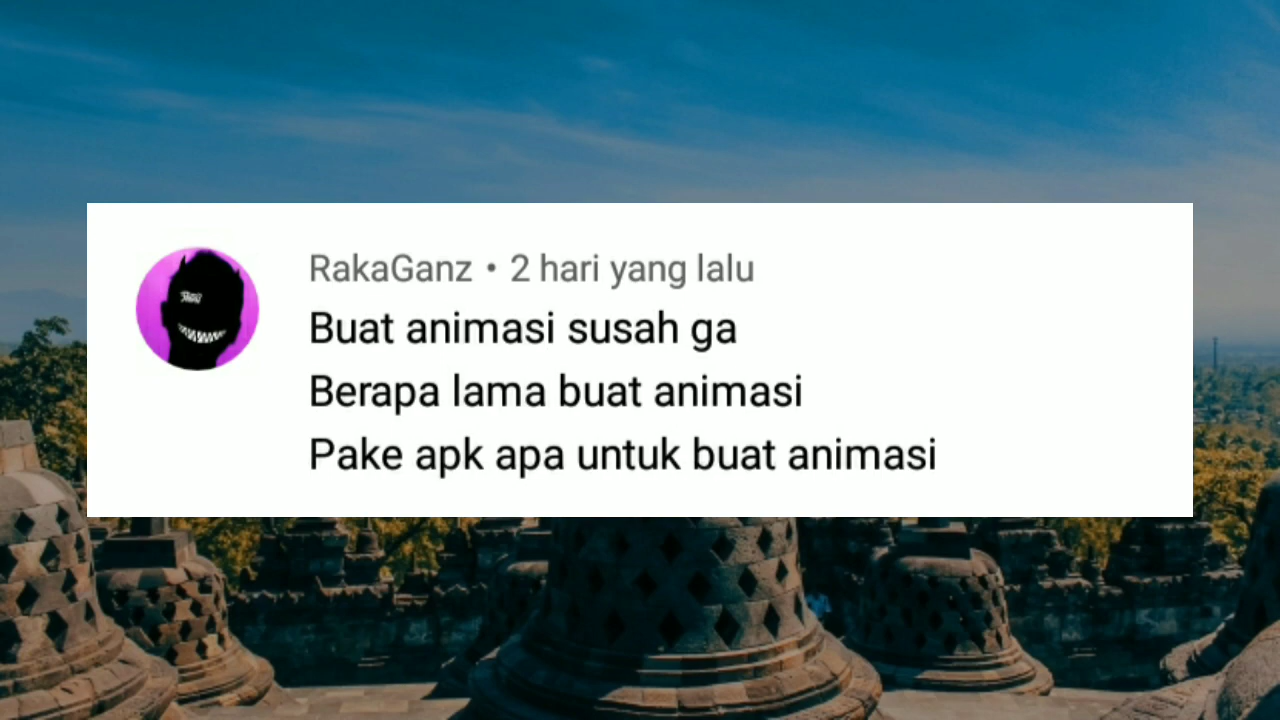 RakaGanz • 2 hari yang lalu
Buat animasi susah ga
Berapa lama buat animasi
Pake apk apa untuk buat animasi